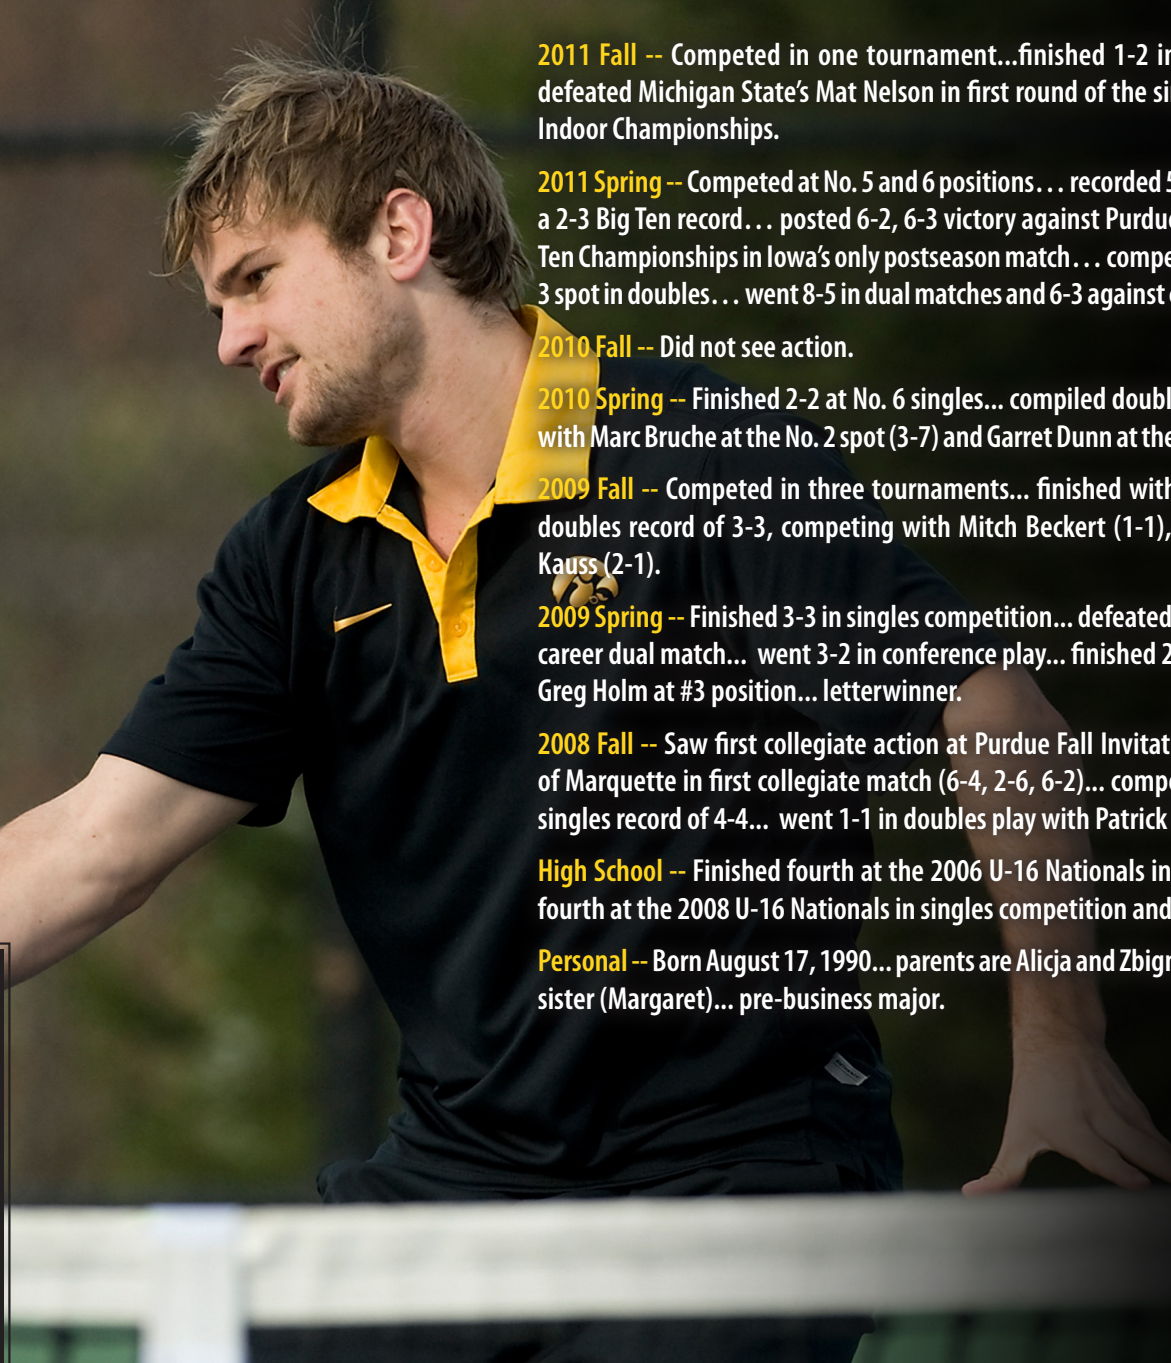 2011 Fall -- Competed in one tournament...finished 1-2 in
defeated Michigan State's Mat Nelson in first round of the
Indoor Championships.
2011 Spring -- Competed at No. 5 and 6 positions… recorded
a 2-3 Big Ten record… posted 6-2, 6-3 victory against
Ten Championships in Iowa's only postseason match…
3 spot in doubles… went 8-5 in dual matches and 6-3 against
2010 Fall -- Did not see action.
2010 Spring -- Finished 2-2 at No. 6 singles... compiled
with Marc Bruche at the No. 2 spot (3-7) and Garret Dunn at the
2009 Fall -- Competed in three tournaments... finished with
doubles record of 3-3, competing with Mitch Beckert (1-1),
Kauss (2-1).
2009 Spring -- Finished 3-3 in singles competition... defeated
career dual match... went 3-2 in conference play... finished
Greg Holm at #3 position... letterwinner.
2008 Fall -- Saw first collegiate action at Purdue Fall
of Marquette in first collegiate match (6-4, 2-6, 6-2)...
singles record of 4-4... went 1-1 in doubles play with Patrick
High School -- Finished fourth at the 2006 U-16 Nationals in
fourth at the 2008 U-16 Nationals in singles competition and
Personal -- Born August 17, 1990... parents are Alicja and
sister (Margaret)... pre-business major.